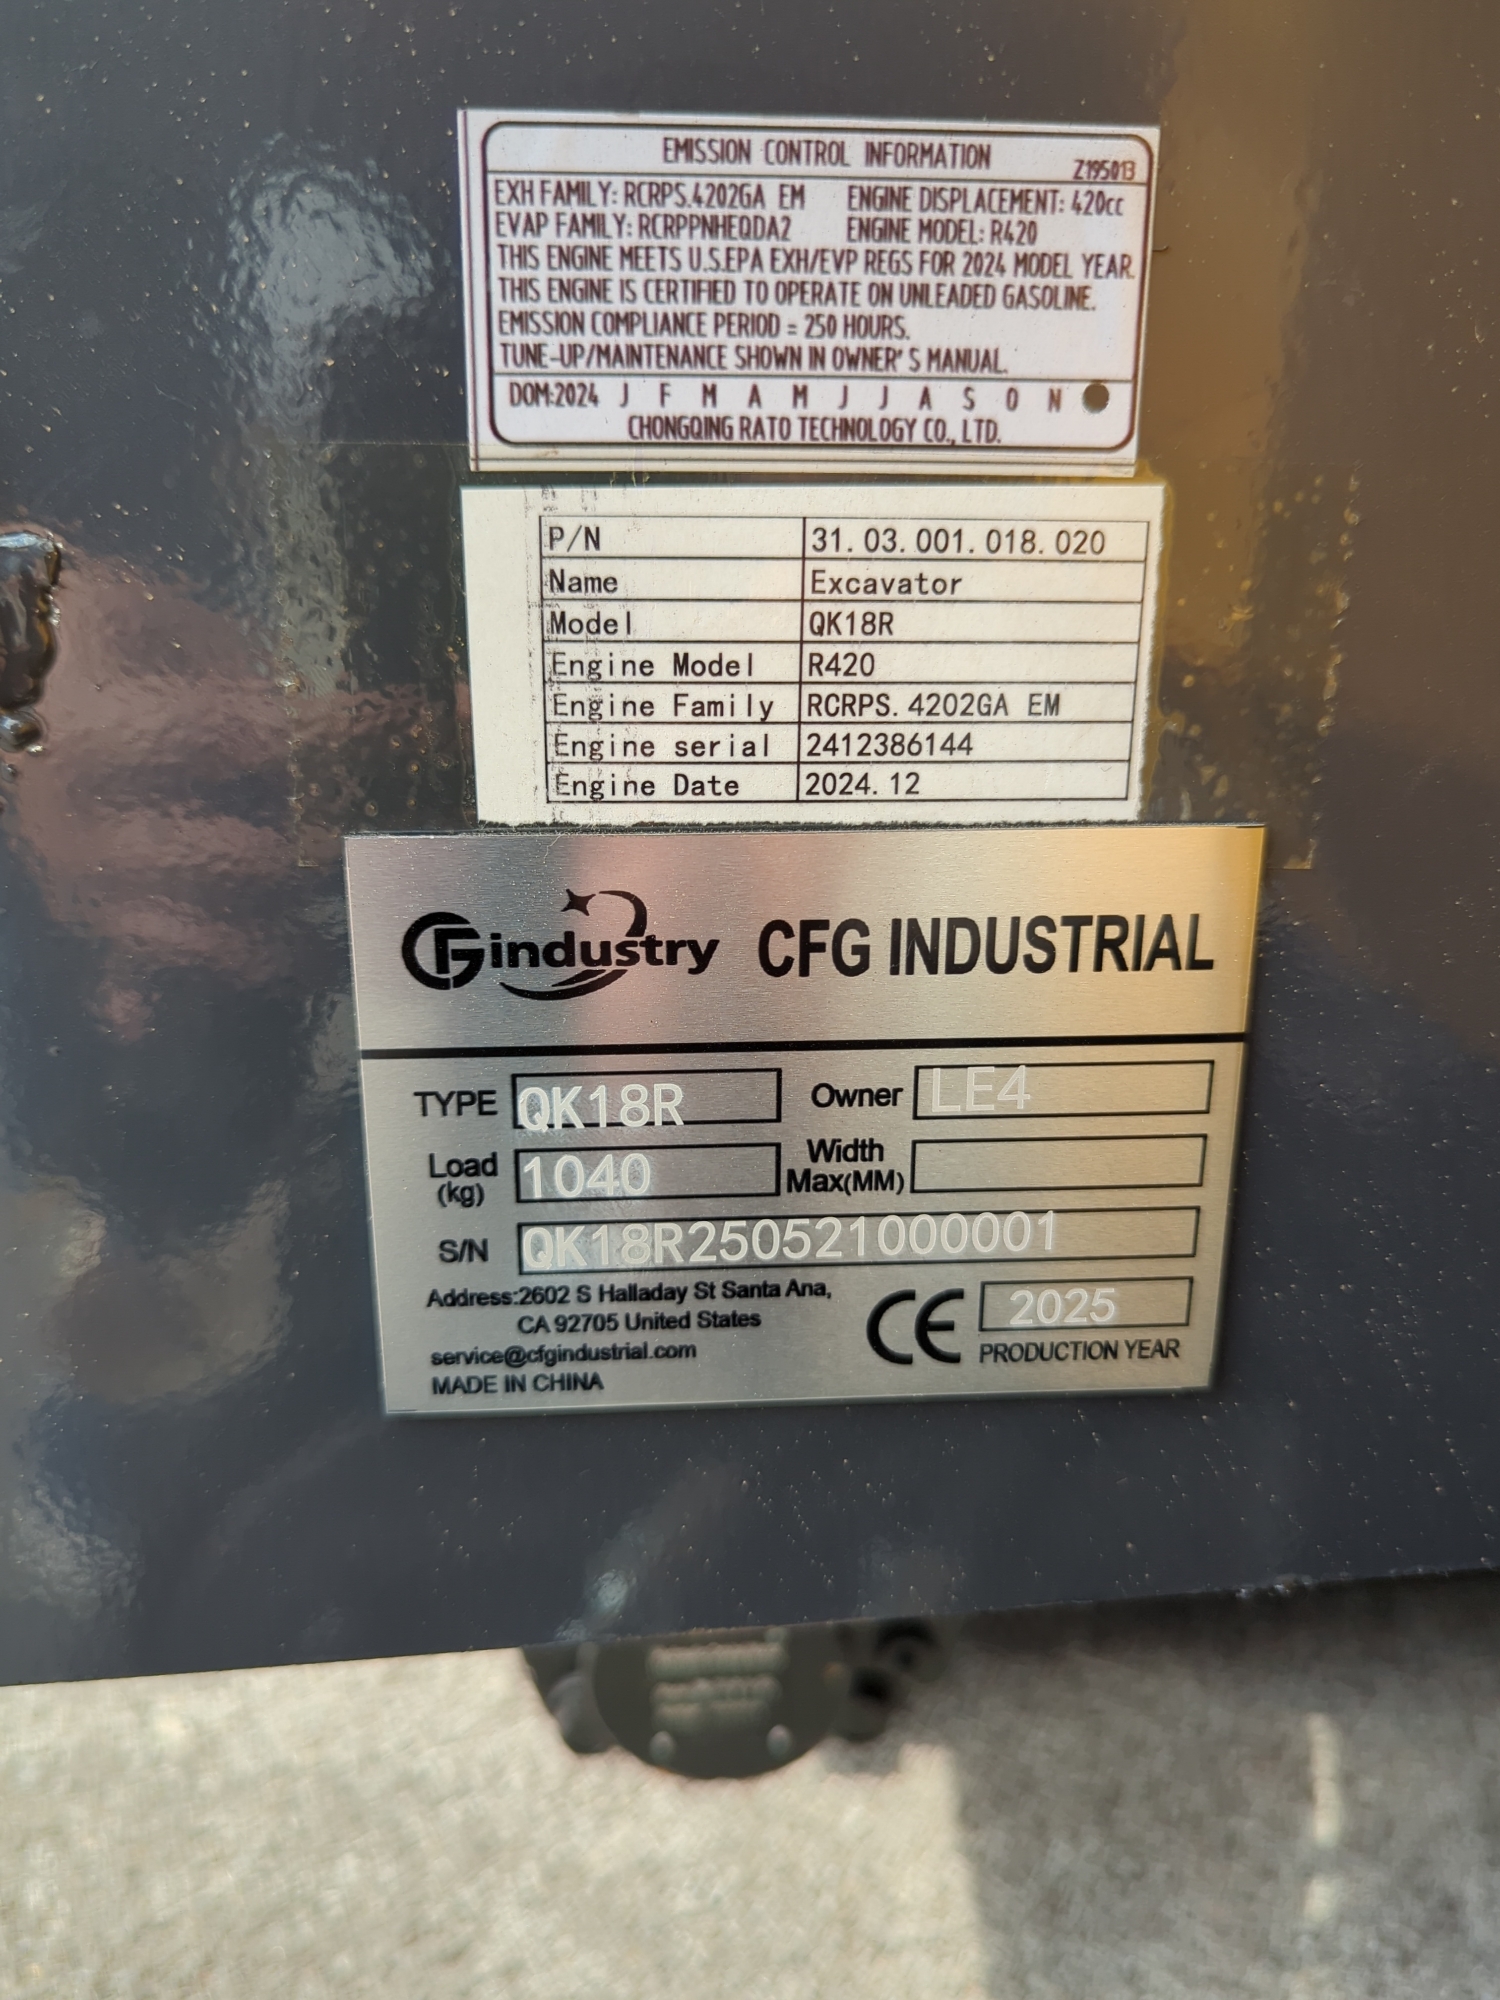 EMISSION CONTROL INFORMATION Z195013
EXH FAMILY: RCRPS.4202GA EM ENGINE DISPLACEMENT: 420cc
EVAP FAMILY: RCRPPNHEQDA2 ENGINE MODEL: R420
THIS ENGINE MEETS U.S.EPA EXH/EVP REGS FOR 2024 MODEL YEAR.
THIS ENGINE IS CERTIFIED TO OPERATE ON UNLEADED GASOLINE.
EMISSION COMPLIANCE PERIOD = 250 HOURS.
TUNE-UP/MAINTENANCE SHOWN IN OWNER'S MANUAL.
DOM:2024 J F M A M J J A S O N
CHONGQING RATO TECHNOLOGY CO., LTD.
P/N 31.03.001.018.020
Name Excavator
Model QK18R
Engine Model R420
Engine Family RCRPS.4202GA EM
Engine serial 2412386144
Engine Date 2024.12
GFindustry CFG INDUSTRIAL
TYPE QK18R Owner LE4
Load (kg) 1040 Width Max(MM)
S/N QK18R250521000001
Address:2602 S Halladay St Santa Ana,
CA 92705 United States
service@cfgindustrial.com
MADE IN CHINA
CE 2025
PRODUCTION YEAR